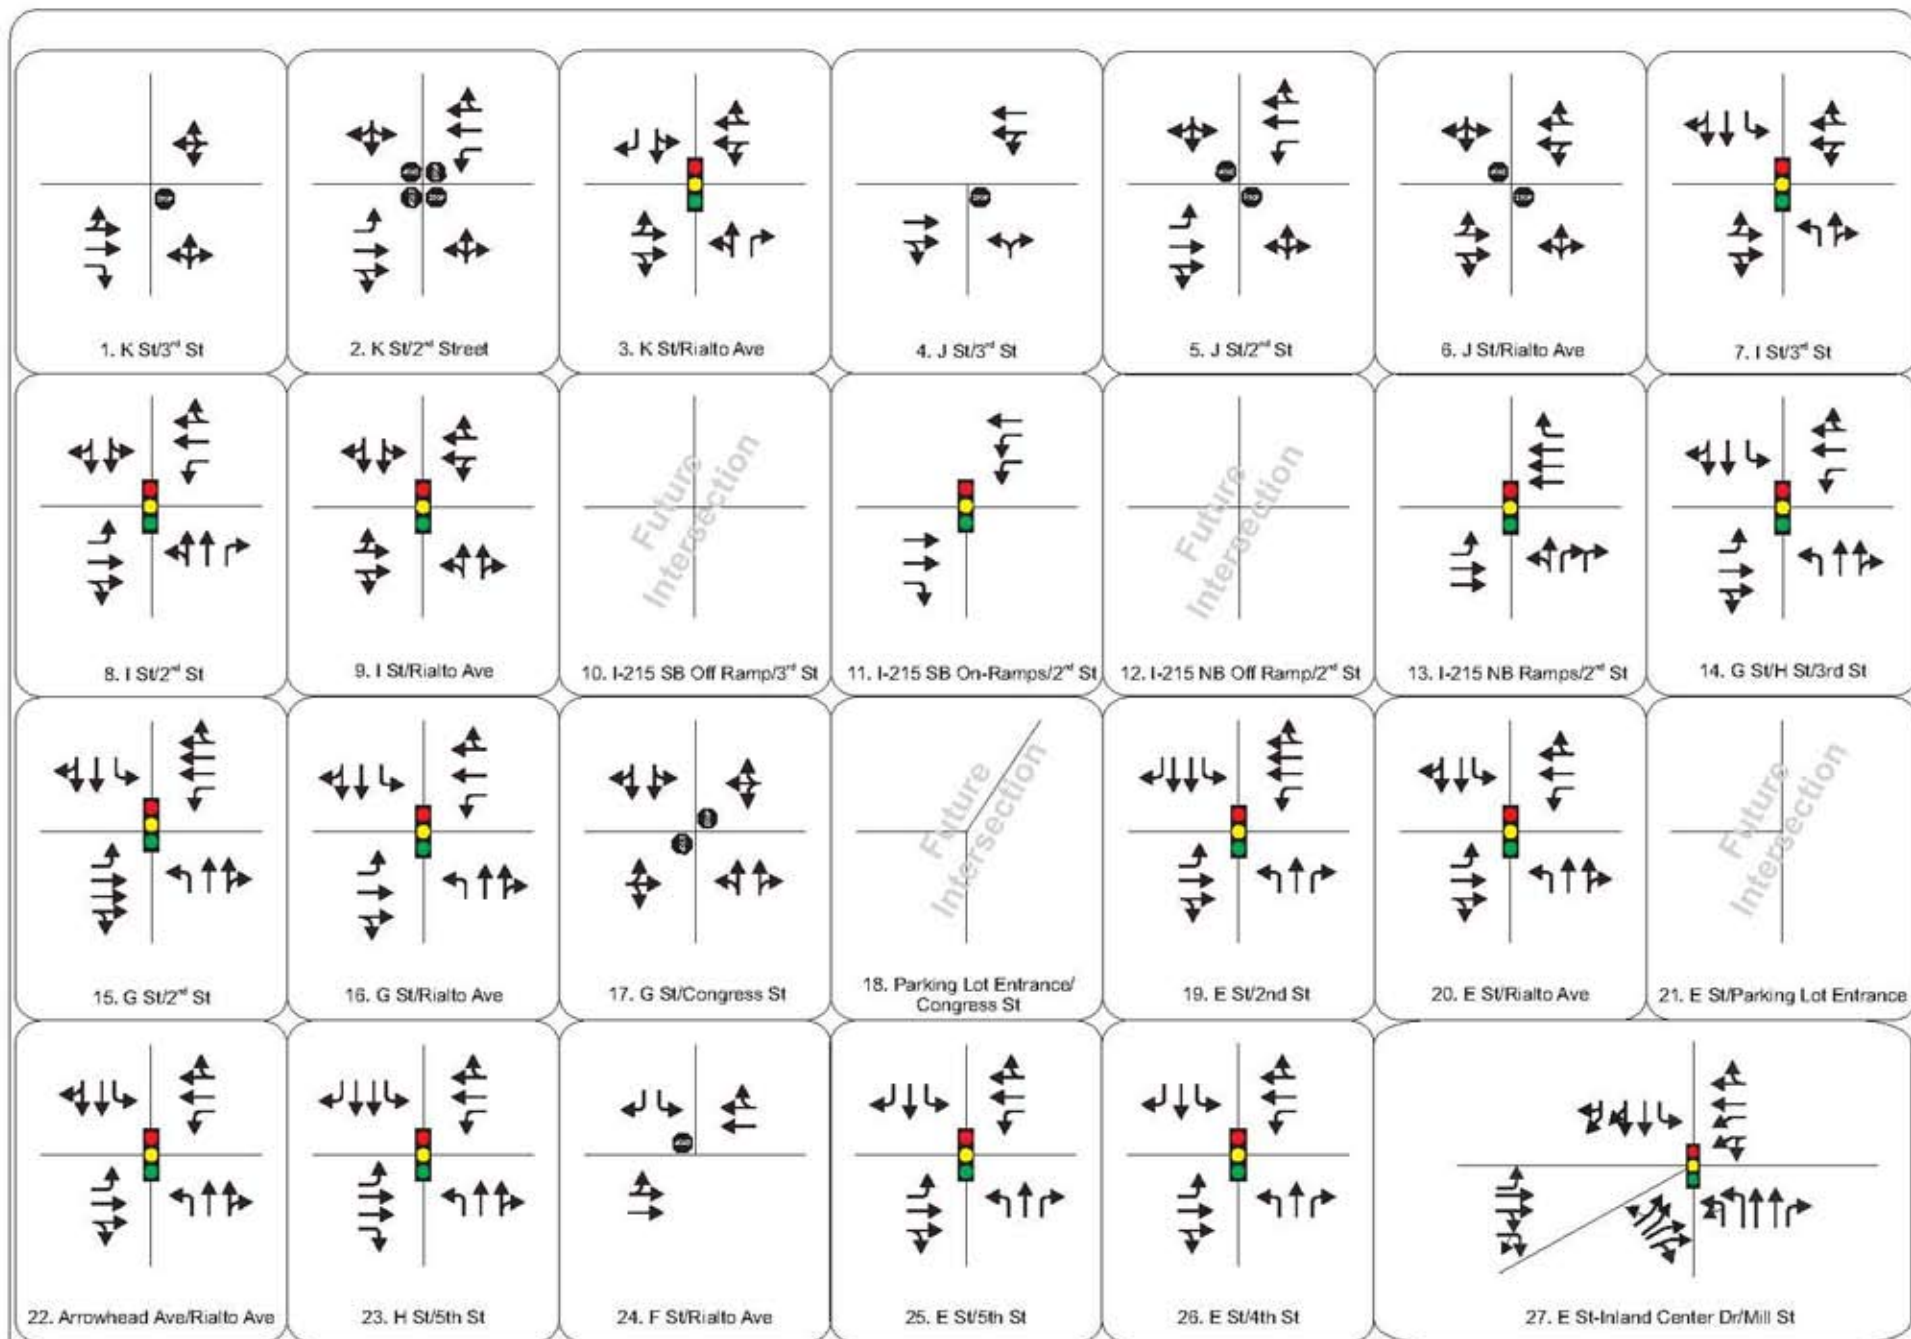 1. K St/3rd St
2. K St/2nd Street
3. K St/Rialto Ave
4. J St/3rd St
5. J St/2nd St
6. J St/Rialto Ave
7. I St/3rd St
8. I St/2nd St
9. I St/Rialto Ave
Future
Intersection
10. I-215 SB Off Ramp/3rd St
11. I-215 SB On-Ramps/2nd St
Future
Intersection
12. I-215 NB Off Ramp/2nd St
13. I-215 NB Ramps/2nd St
14. G St/H St/3rd St
15. G St/2nd St
16. G St/Rialto Ave
17. G St/Congress St
Future
Intersection
18. Parking Lot Entrance/
Congress St
19. E St/2nd St
20. E St/Rialto Ave
Future
Intersection
21. E St/Parking Lot Entrance
22. Arrowhead Ave/Rialto Ave
23. H St/5th St
24. F St/Rialto Ave
25. E St/5th St
26. E St/4th St
27. E St-Inland Center Dr/Mill St